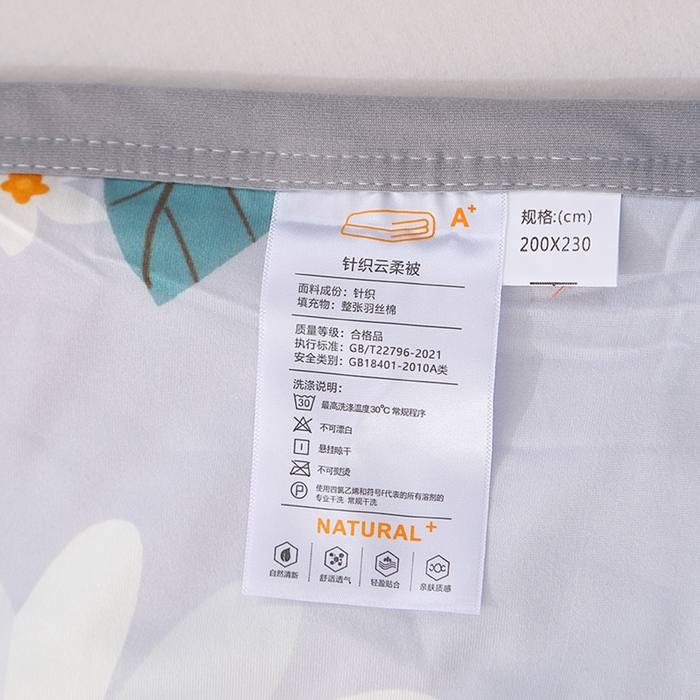 A+
规格:(cm)
200X230
针织云柔被
面料成份：针织
填充物：整张羽丝棉
质量等级：合格品
执行标准：GB/T22796-2021
安全类别：GB18401-2010A类
洗涤说明：
30 最高洗涤温度30℃ 常规程序
不可漂白
悬挂晾干
不可熨烫
P 使用四氯乙烯和符号F代表的所有溶剂的
专业干洗 常规干洗
NATURAL+
自然清新 舒适透气 轻盈贴合 亲肤质感